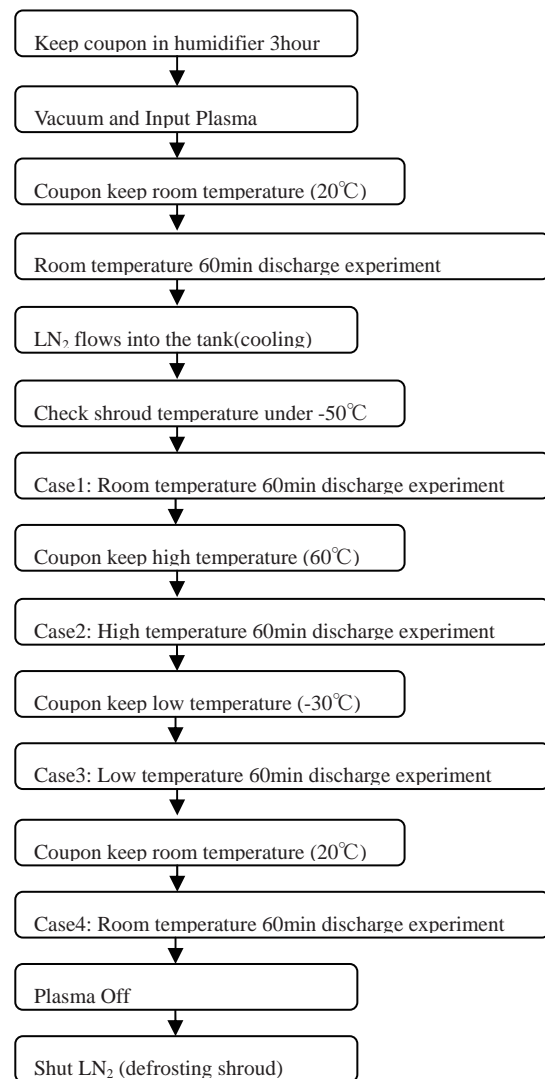 Keep coupon in humidifier 3hour
Vacuum and Input Plasma
Coupon keep room temperature (20℃)
Room temperature 60min discharge experiment
LN₂ flows into the tank(cooling)
Check shroud temperature under -50℃
Case1: Room temperature 60min discharge experiment
Coupon keep high temperature (60℃)
Case2: High temperature 60min discharge experiment
Coupon keep low temperature (-30℃)
Case3: Low temperature 60min discharge experiment
Coupon keep room temperature (20℃)
Case4: Room temperature 60min discharge experiment
Plasma Off
Shut LN₂ (defrosting shroud)